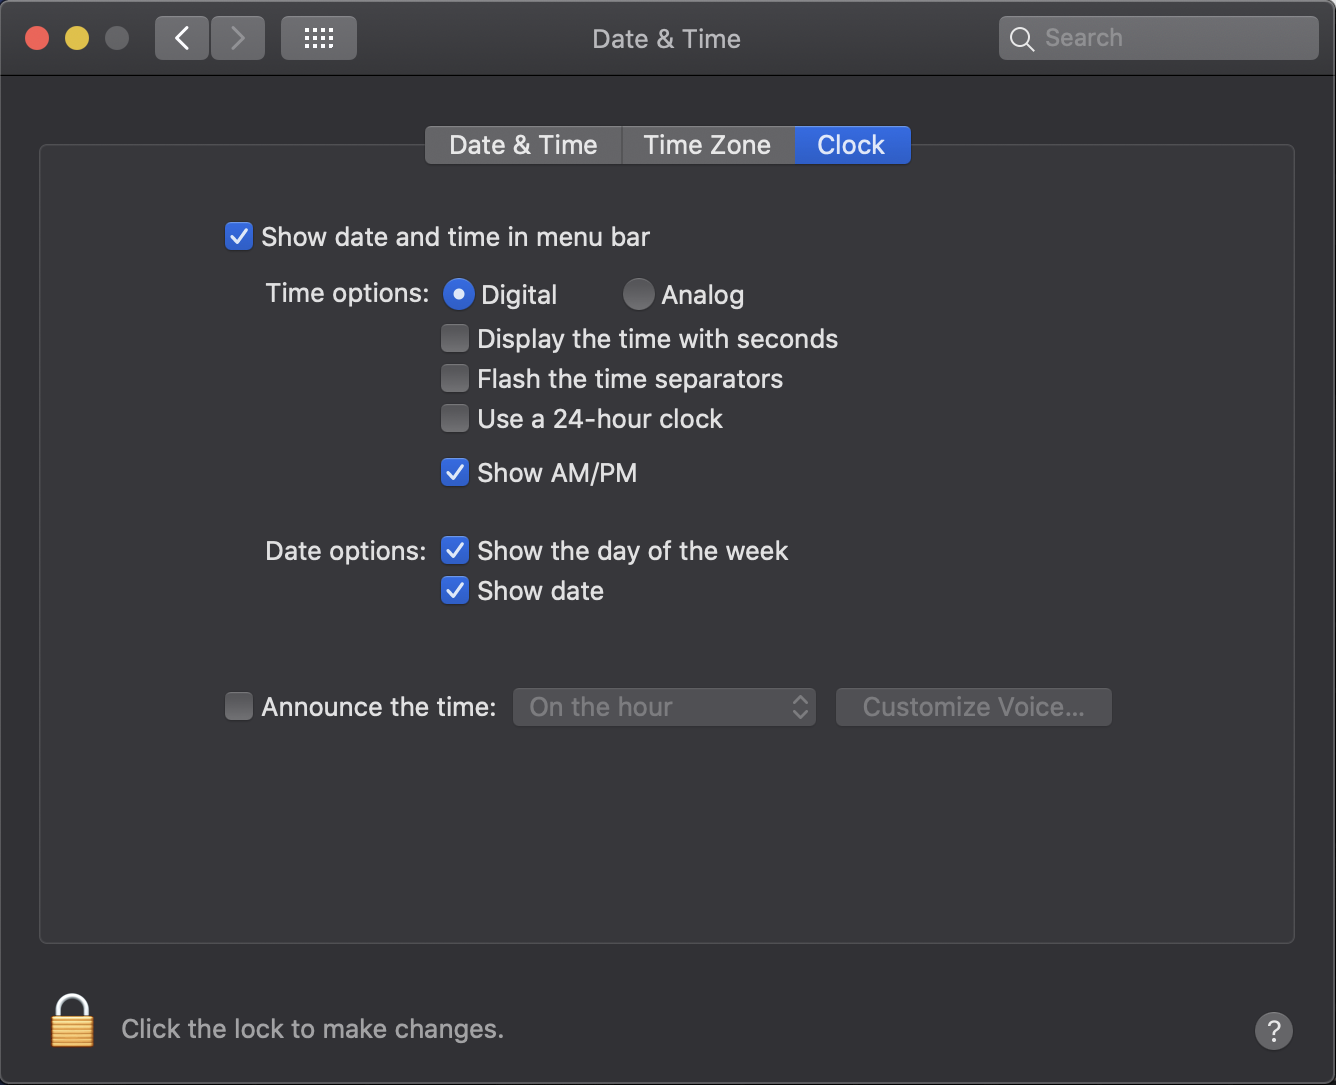 Date & Time
Search
Date & Time Time Zone Clock
Show date and time in menu bar
Time options: Digital Analog
Display the time with seconds
Flash the time separators
Use a 24-hour clock
Show AM/PM
Date options: Show the day of the week
Show date
Announce the time: On the hour Customize Voice...
Click the lock to make changes.
?